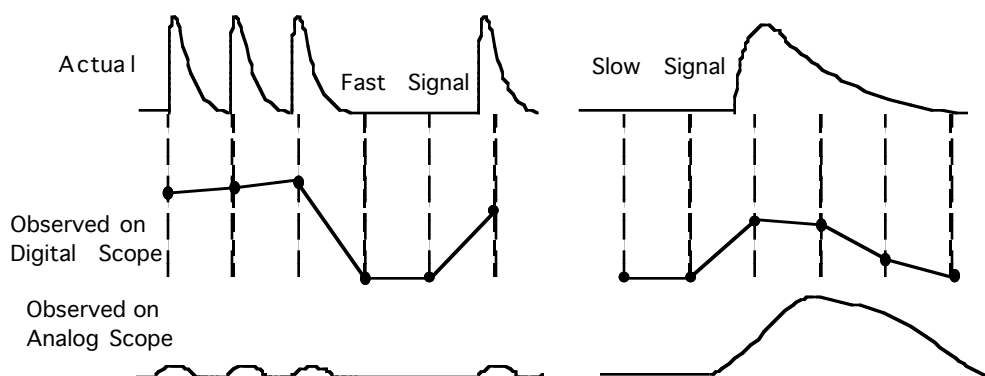 Actual
Fast Signal
Slow Signal
Observed on
Digital Scope
Observed on
Analog Scope